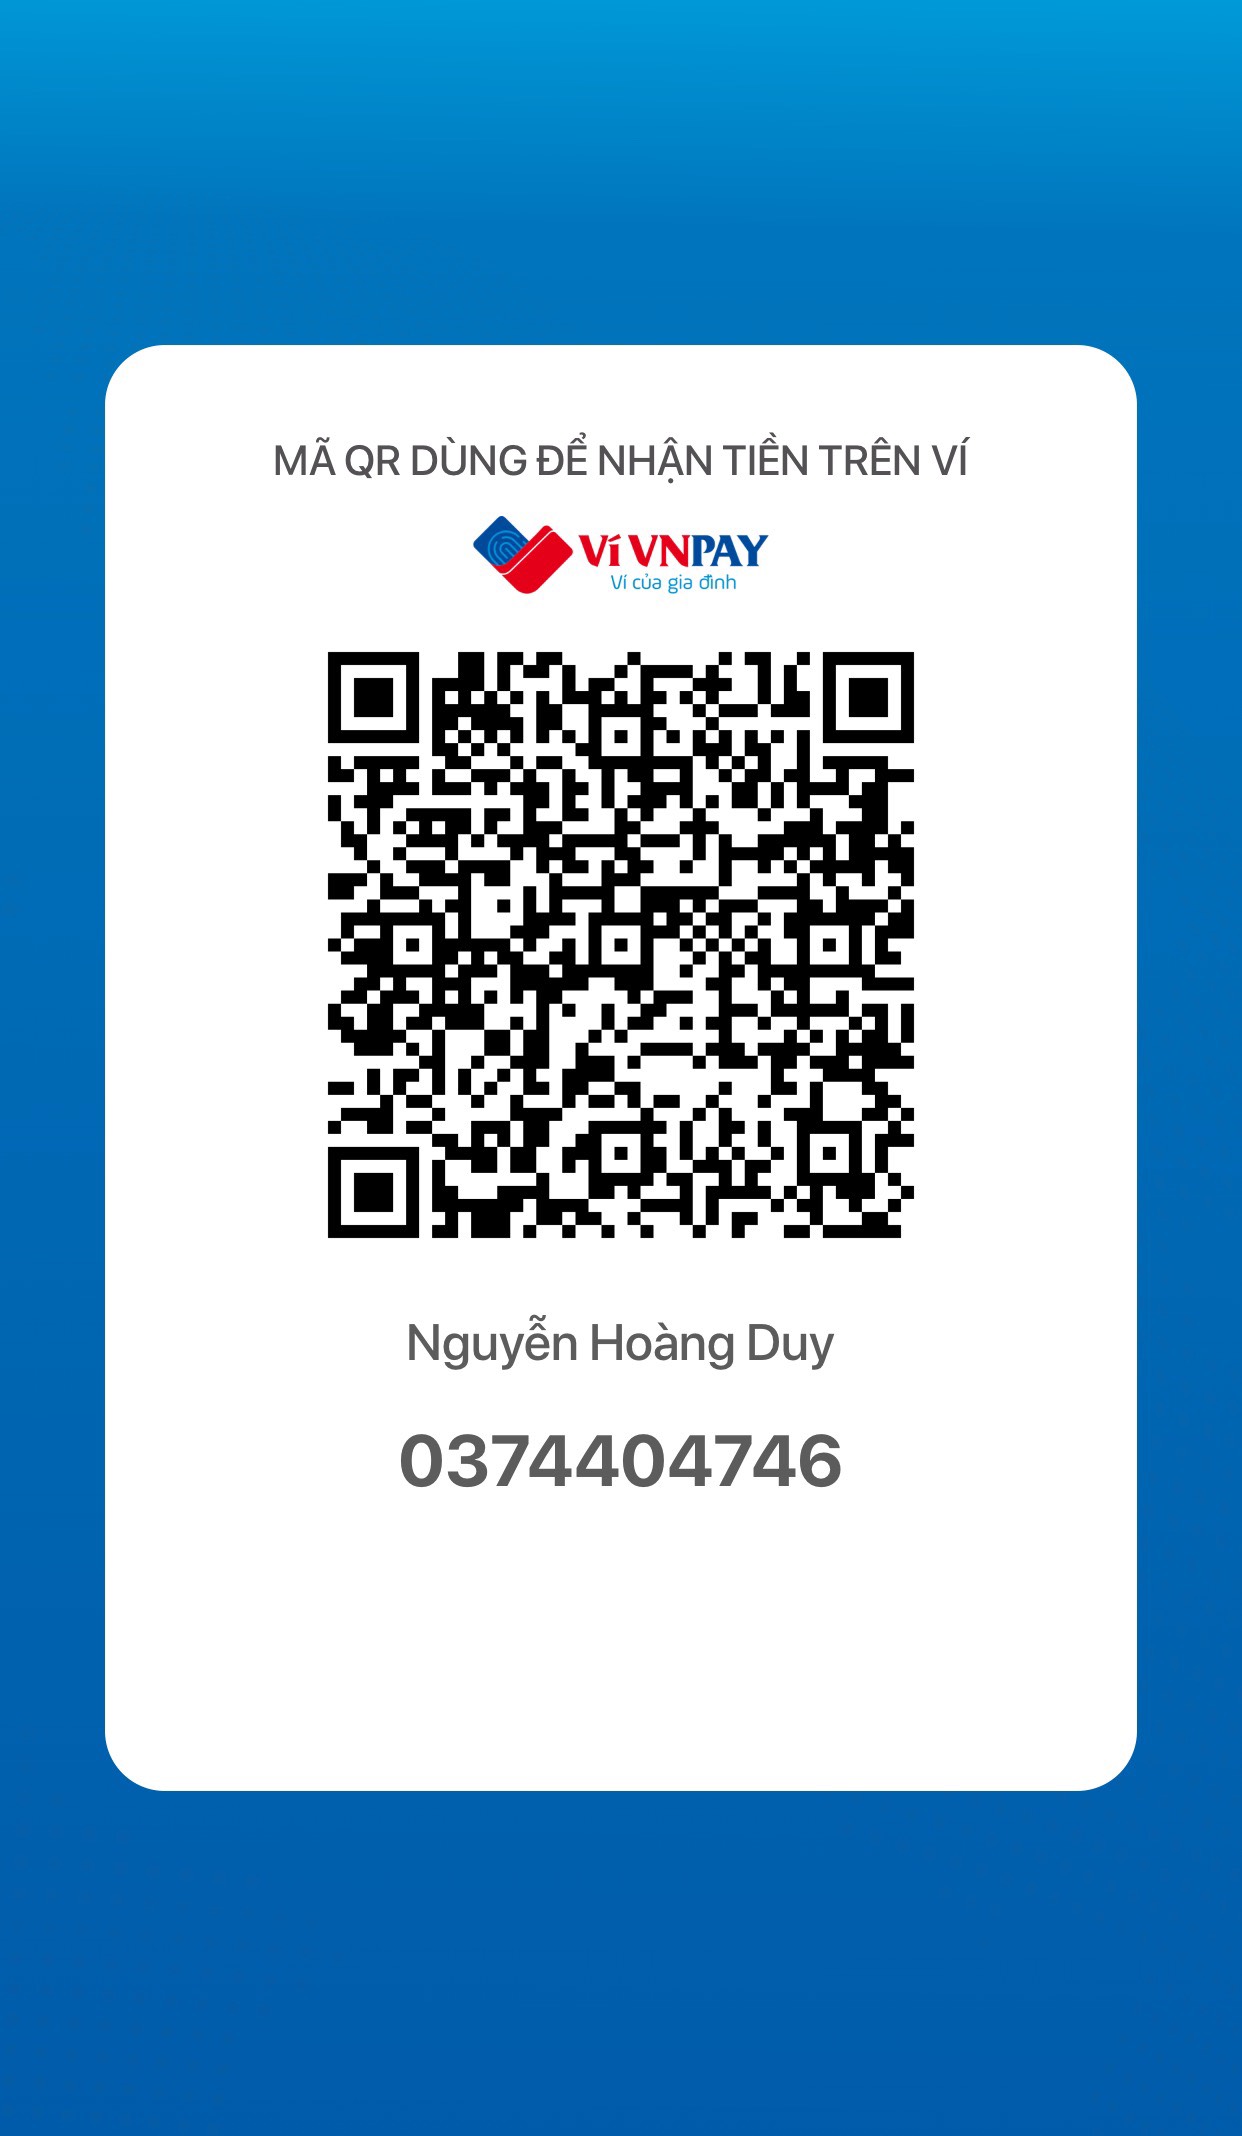 MÃ QR DÙNG ĐỂ NHẬN TIỀN TRÊN VÍ
Ví VNPAY
Ví của gia đình
Nguyễn Hoàng Duy
0374404746